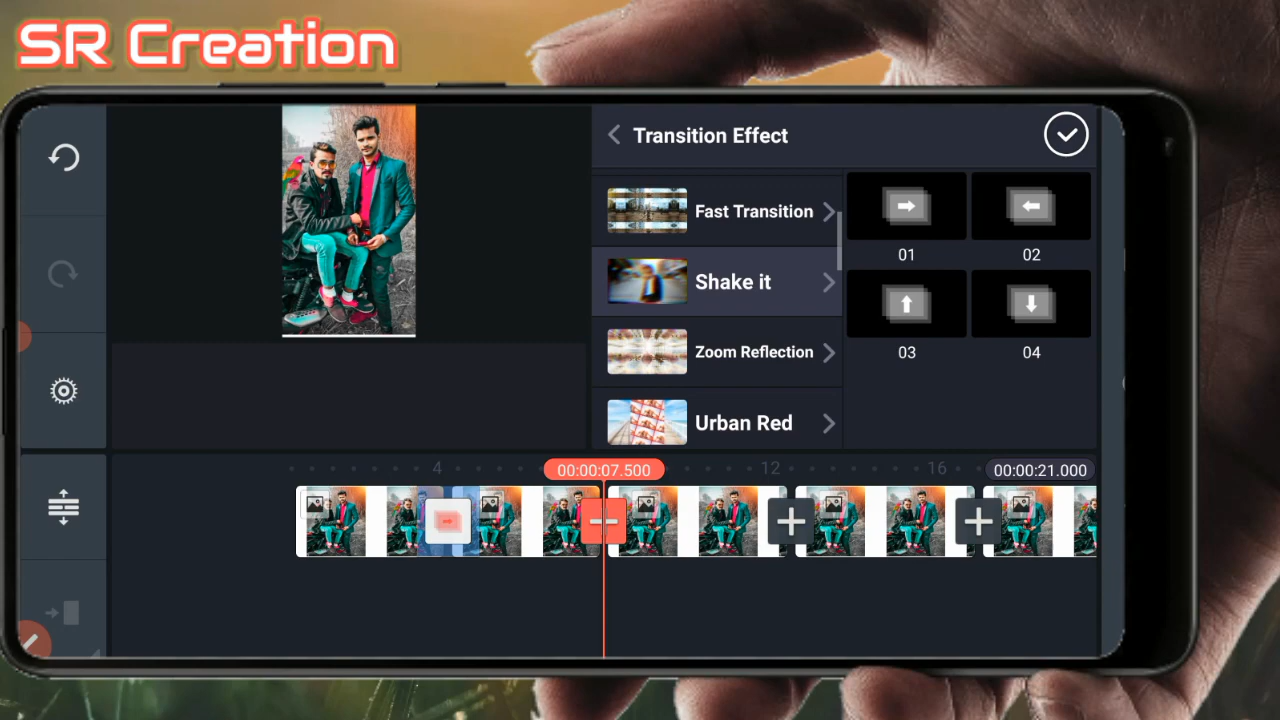 SR Creation
Transition Effect
Fast Transition
Shake it
Zoom Reflection
Urban Red
01
02
03
04
4
00:00:07.500
12
16
00:00:21.000